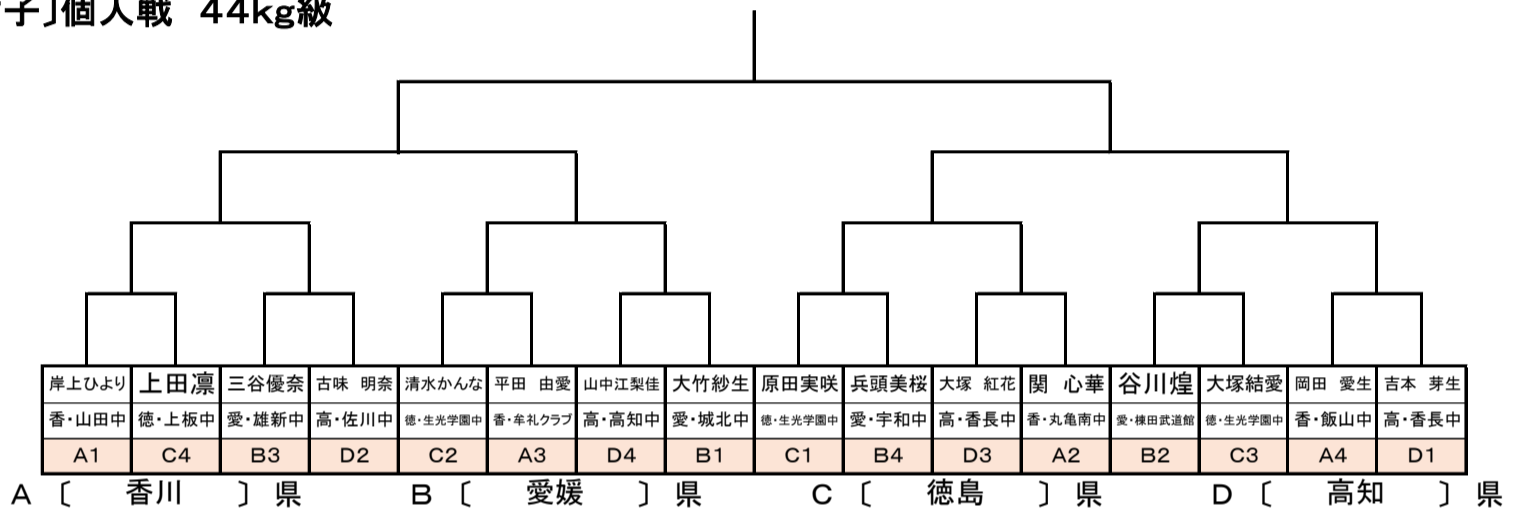 子」個人戦　44kg級
岸上ひより 上田凛 三谷優奈 古味　明奈 清水かんな 平田　由愛 山中江梨佳 大竹紗生 原田実咲 兵頭美桜 大塚　紅花 関　心華 谷川煌 大塚結愛 岡田　愛生 吉本　芽生
香・山田中 徳・上板中 愛・雄新中 高・佐川中 徳・生光学園中 香・牟礼クラブ 高・高知中 愛・城北中 徳・生光学園中 愛・宇和中 高・香長中 香・丸亀南中 愛・棟田武道館 徳・生光学園中 香・飯山中 高・香長中
A1 C4 B3 D2 C2 A3 D4 B1 C1 B4 D3 A2 B2 C3 A4 D1
A〔　香川　〕県　B〔　愛媛　〕県　C〔　徳島　〕県　D〔　高知　〕県